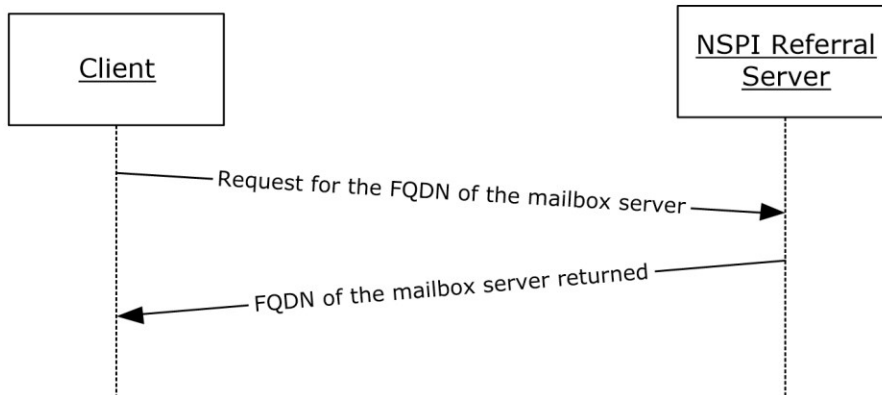 Client
NSPI Referral
Server
Request for the FQDN of the mailbox server
FQDN of the mailbox server returned